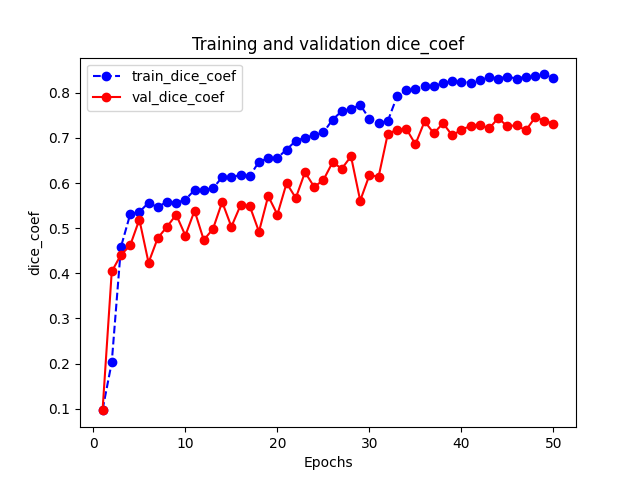 Training and validation dice_coef
train_dice_coef
val_dice_coef
0.8
0.7
0.6
0.5
0.4
0.3
0.2
0.1
dice_coef
0 10 20 30 40 50
Epochs